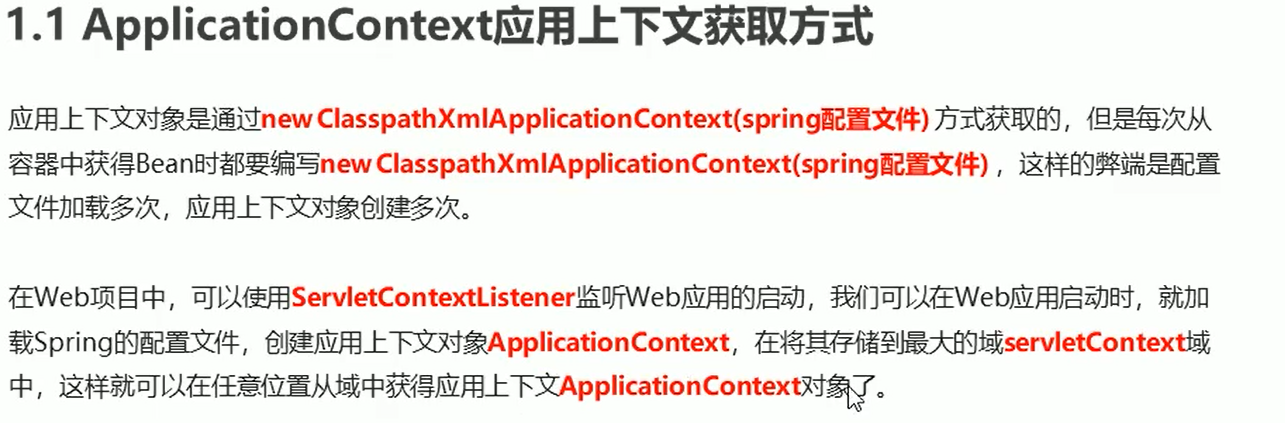 1.1 ApplicationContext应用上下文获取方式
应用上下文对象是通过new ClasspathXmlApplicationContext(spring配置文件) 方式获取的，但是每次从
容器中获得Bean时都要编写new ClasspathXmlApplicationContext(spring配置文件) ，这样的弊端是配置
文件加载多次，应用上下文对象创建多次。
在Web项目中，可以使用ServletContextListener监听Web应用的启动，我们可以在Web应用启动时，就加
载Spring的配置文件，创建应用上下文对象ApplicationContext，在将其存储到最大的域servletContext域
中，这样就可以在任意位置从域中获得应用上下文ApplicationContext对象了。